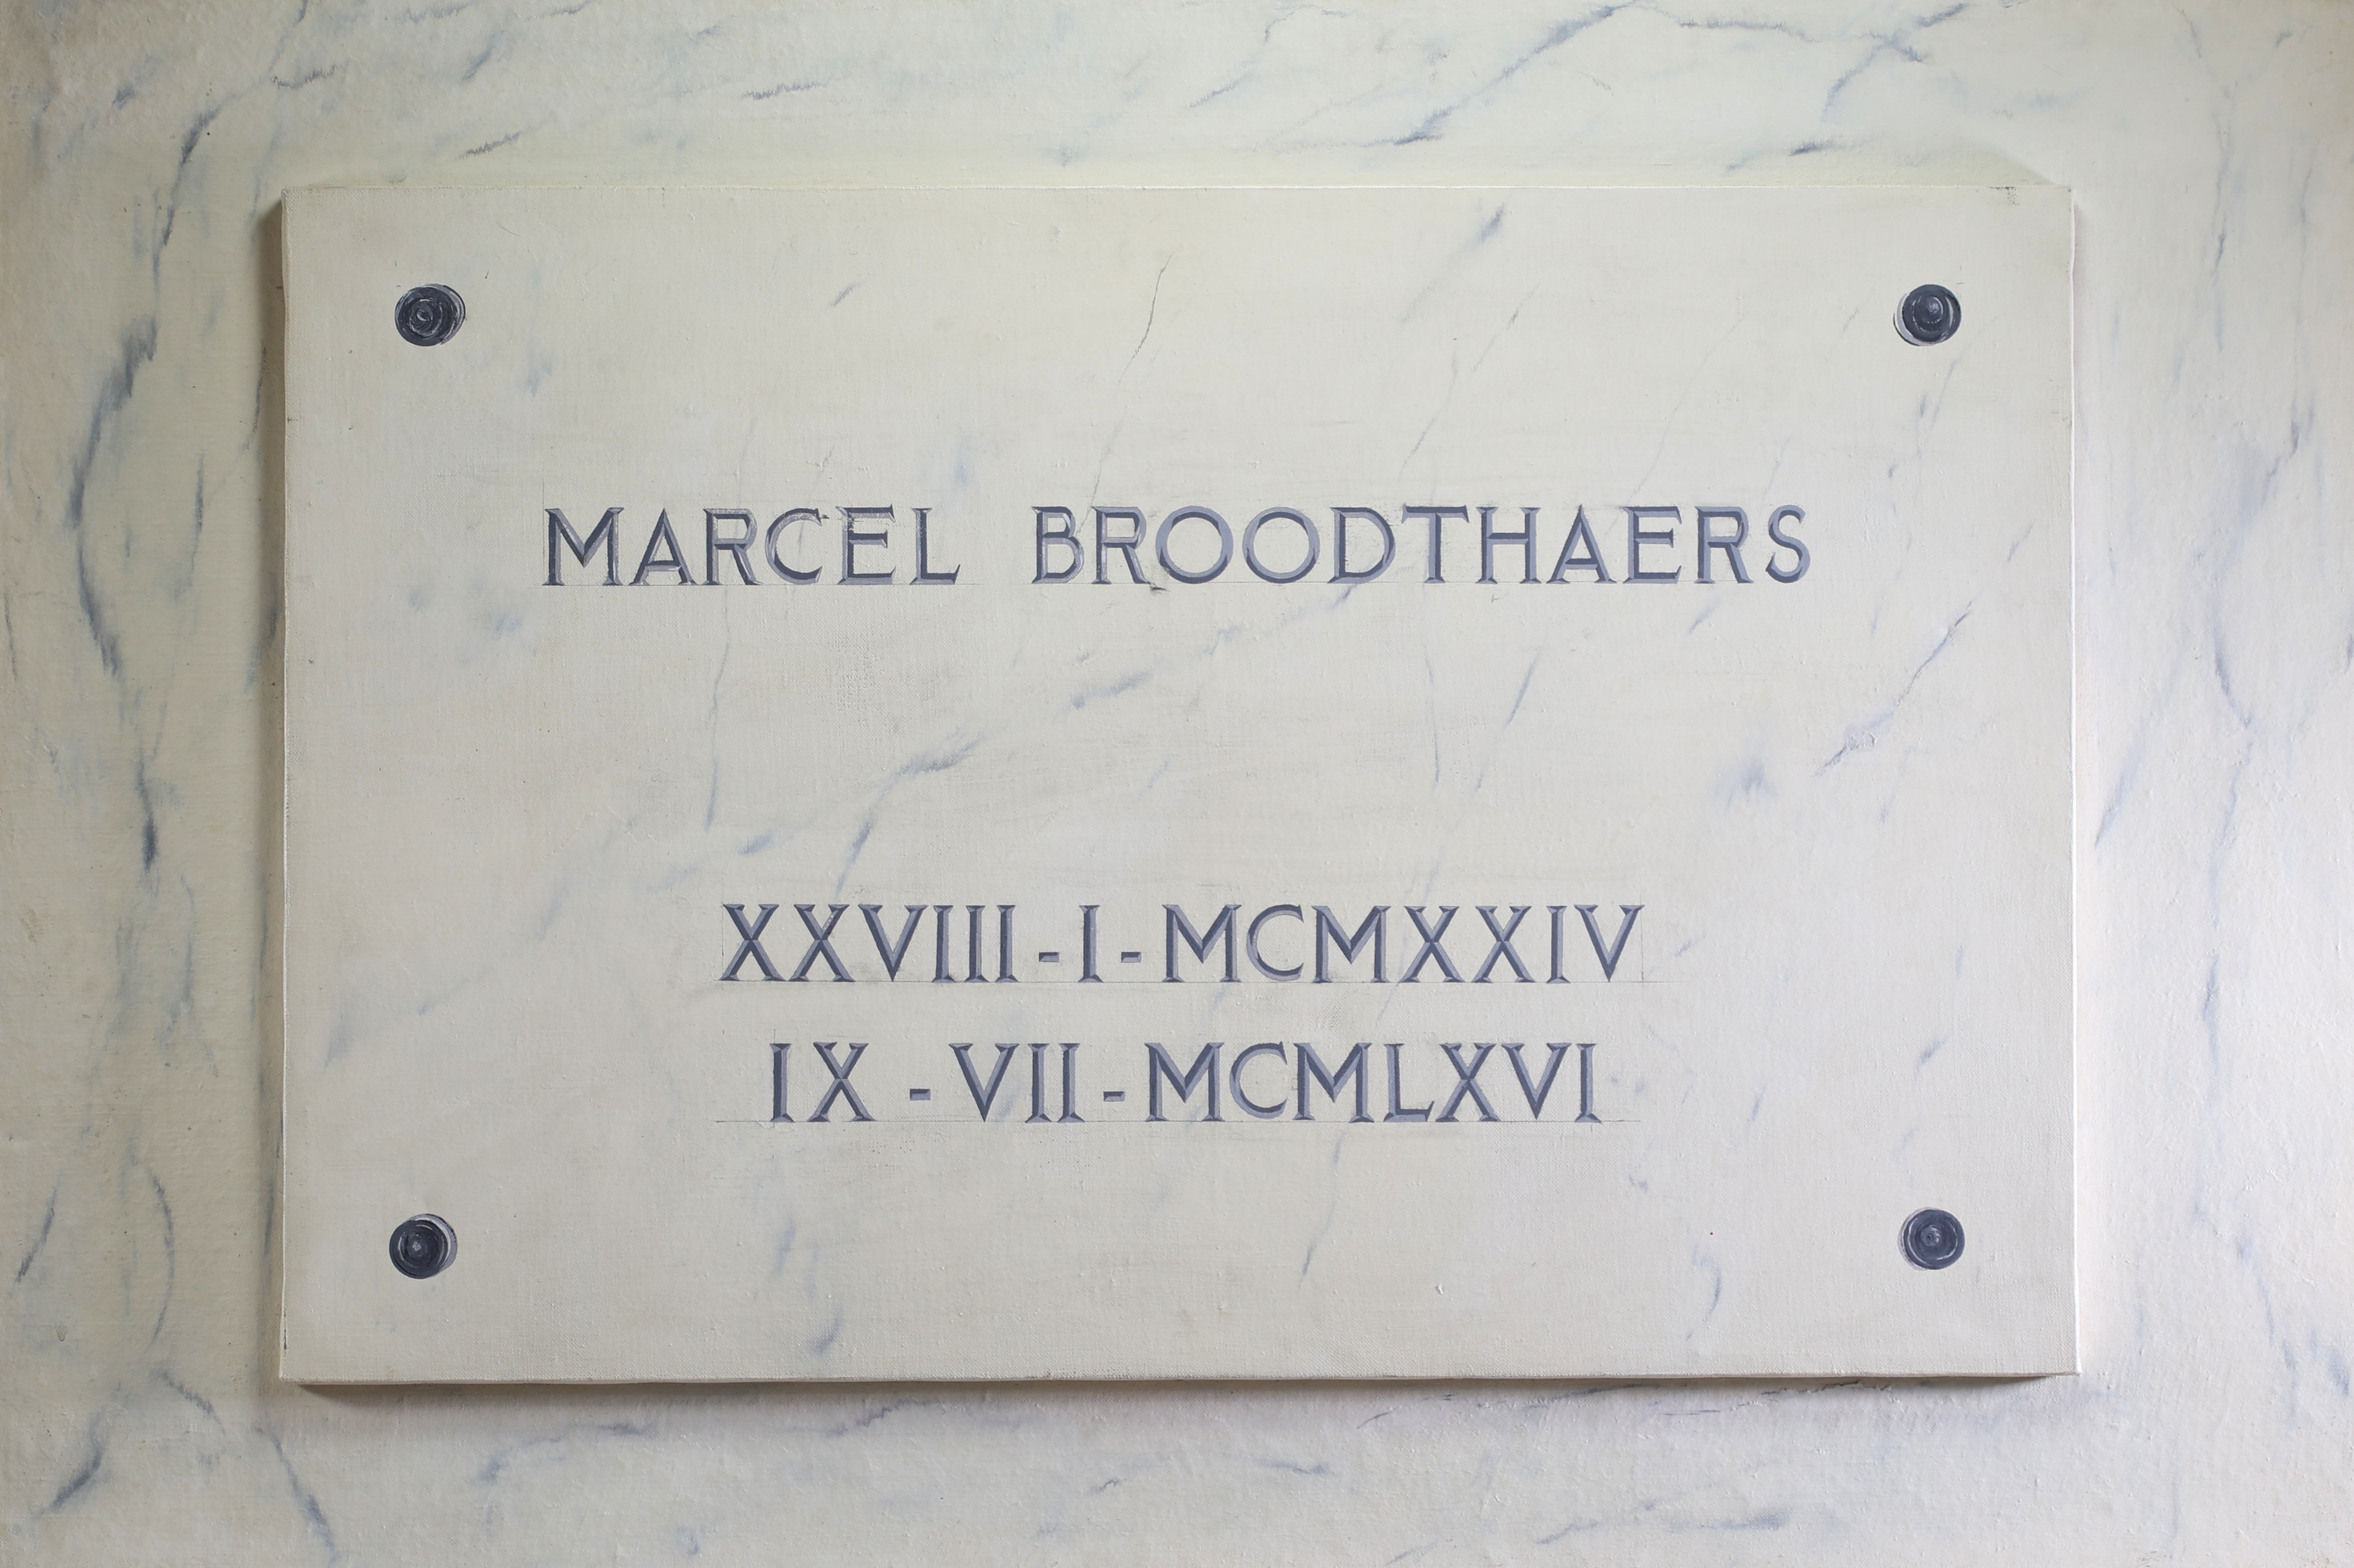 MARCEL BROODTHAERS
XXVIII - I - MCMXXIV
IX - VII - MCMLXVI